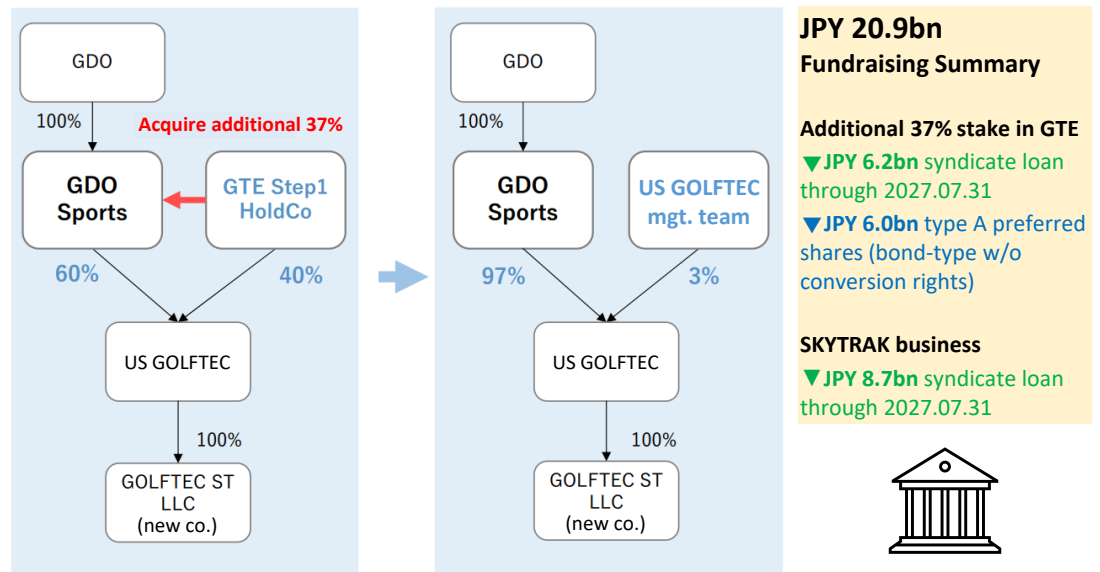 GDO
100%
Acquire additional 37%
GDO
Sports
GTE Step1
HoldCo
60%
40%
US GOLFTEC
100%
GOLFTEC ST
LLC
(new co.)
GDO
100%
GDO
Sports
US GOLFTEC
mgt. team
97%
3%
US GOLFTEC
100%
GOLFTEC ST
LLC
(new co.)
JPY 20.9bn
Fundraising Summary
Additional 37% stake in GTE
▼JPY 6.2bn syndicate loan
through 2027.07.31
▼JPY 6.0bn type A preferred
shares (bond-type w/o
conversion rights)
SKYTRAK business
▼JPY 8.7bn syndicate loan
through 2027.07.31